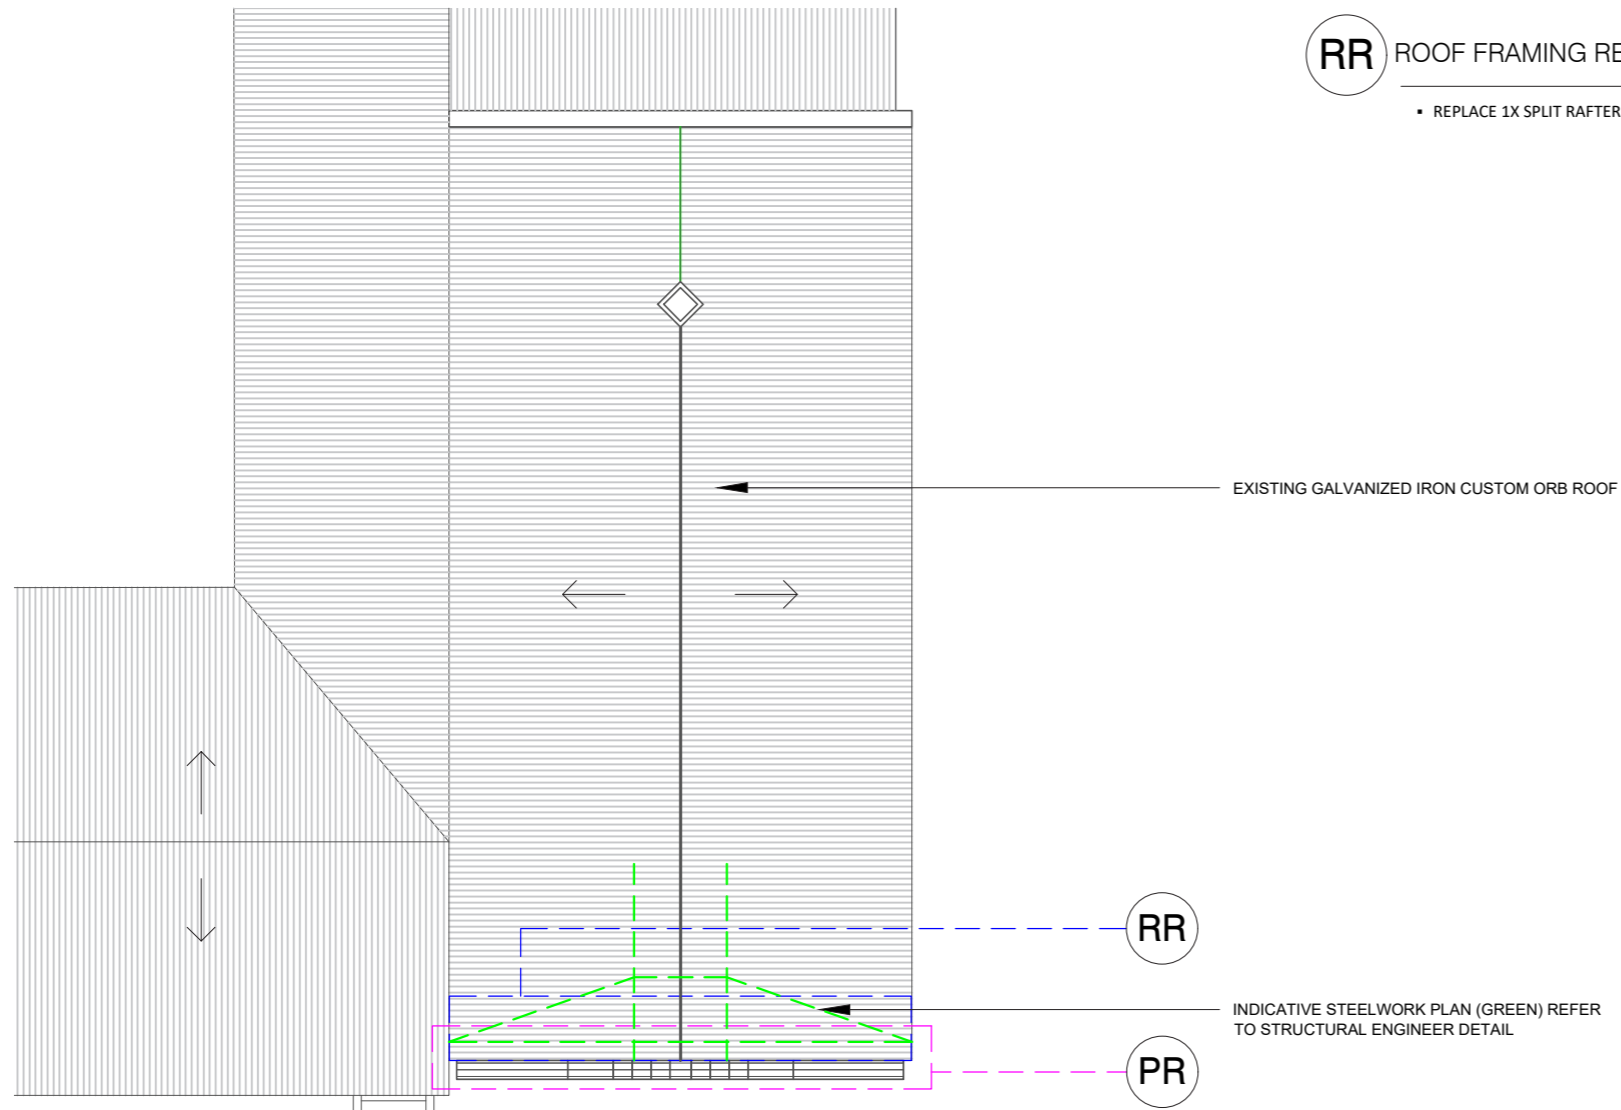 RR ROOF FRAMING
▪ REPLACE 1X SPLIT RAFTER
EXISTING GALVANIZED IRON CUSTOM ORB ROOF
RR
INDICATIVE STEELWORK PLAN (GREEN) REFER
TO STRUCTURAL ENGINEER DETAIL
PR